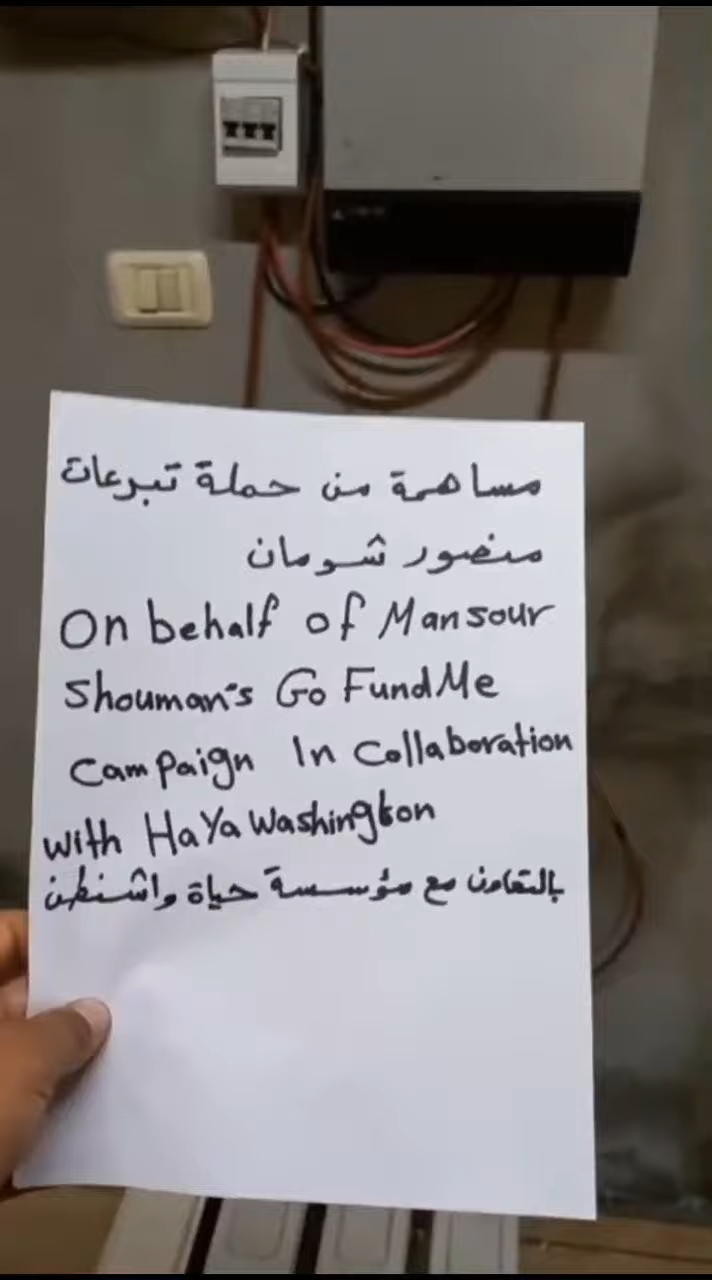 مساهمة من حملة تبرعات
منصور شومان
On behalf of Mansour
Shouman's Go FundMe
Campaign In Collaboration
with HaYa Washington
بالتعاون مع مؤسسة حياة واشنطن